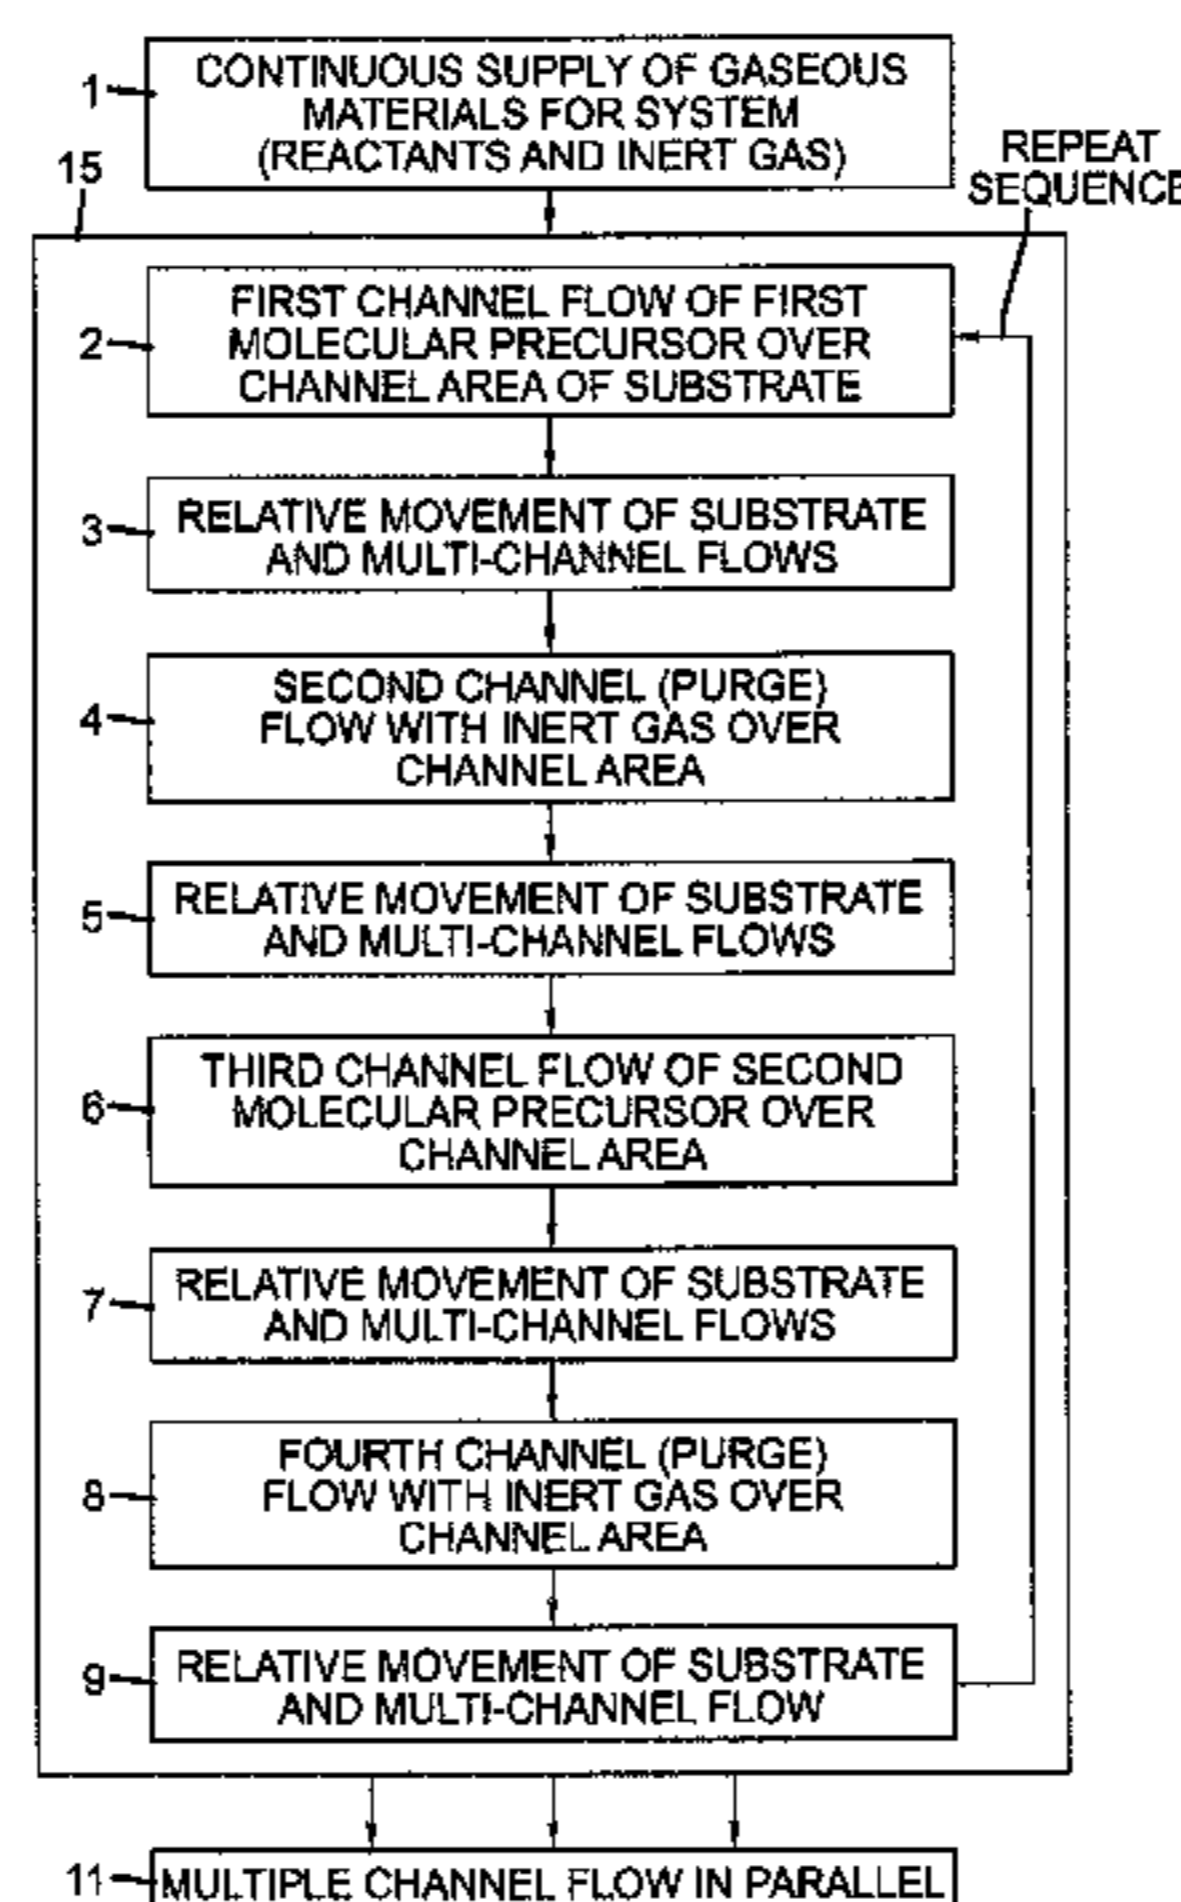 CONTINUOUS SUPPLY OF GASEOUS
MATERIALS FOR SYSTEM
(REACTANTS AND INERT GAS)
1
15
REPEAT
SEQUENCE
FIRST CHANNEL FLOW OF FIRST
MOLECULAR PRECURSOR OVER
CHANNEL AREA OF SUBSTRATE
2
RELATIVE MOVEMENT OF SUBSTRATE
AND MULTI-CHANNEL FLOWS
3
SECOND CHANNEL (PURGE)
FLOW WITH INERT GAS OVER
CHANNEL AREA
4
RELATIVE MOVEMENT OF SUBSTRATE
AND MULTI-CHANNEL FLOWS
5
THIRD CHANNEL FLOW OF SECOND
MOLECULAR PRECURSOR OVER
CHANNEL AREA
6
RELATIVE MOVEMENT OF SUBSTRATE
AND MULTI-CHANNEL FLOWS
7
FOURTH CHANNEL (PURGE)
FLOW WITH INERT GAS OVER
CHANNEL AREA
8
RELATIVE MOVEMENT OF SUBSTRATE
AND MULTI-CHANNEL FLOW
9
11
MULTIPLE CHANNEL FLOW IN PARALLEL